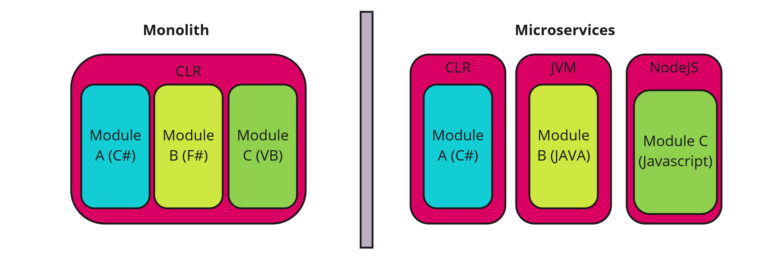 Monolith
CLR
Module
A (C#)
Module
B (F#)
Module
C (VB)
Microservices
CLR
Module
A (C#)
JVM
Module
B (JAVA)
NodeJS
Module C
(Javascript)